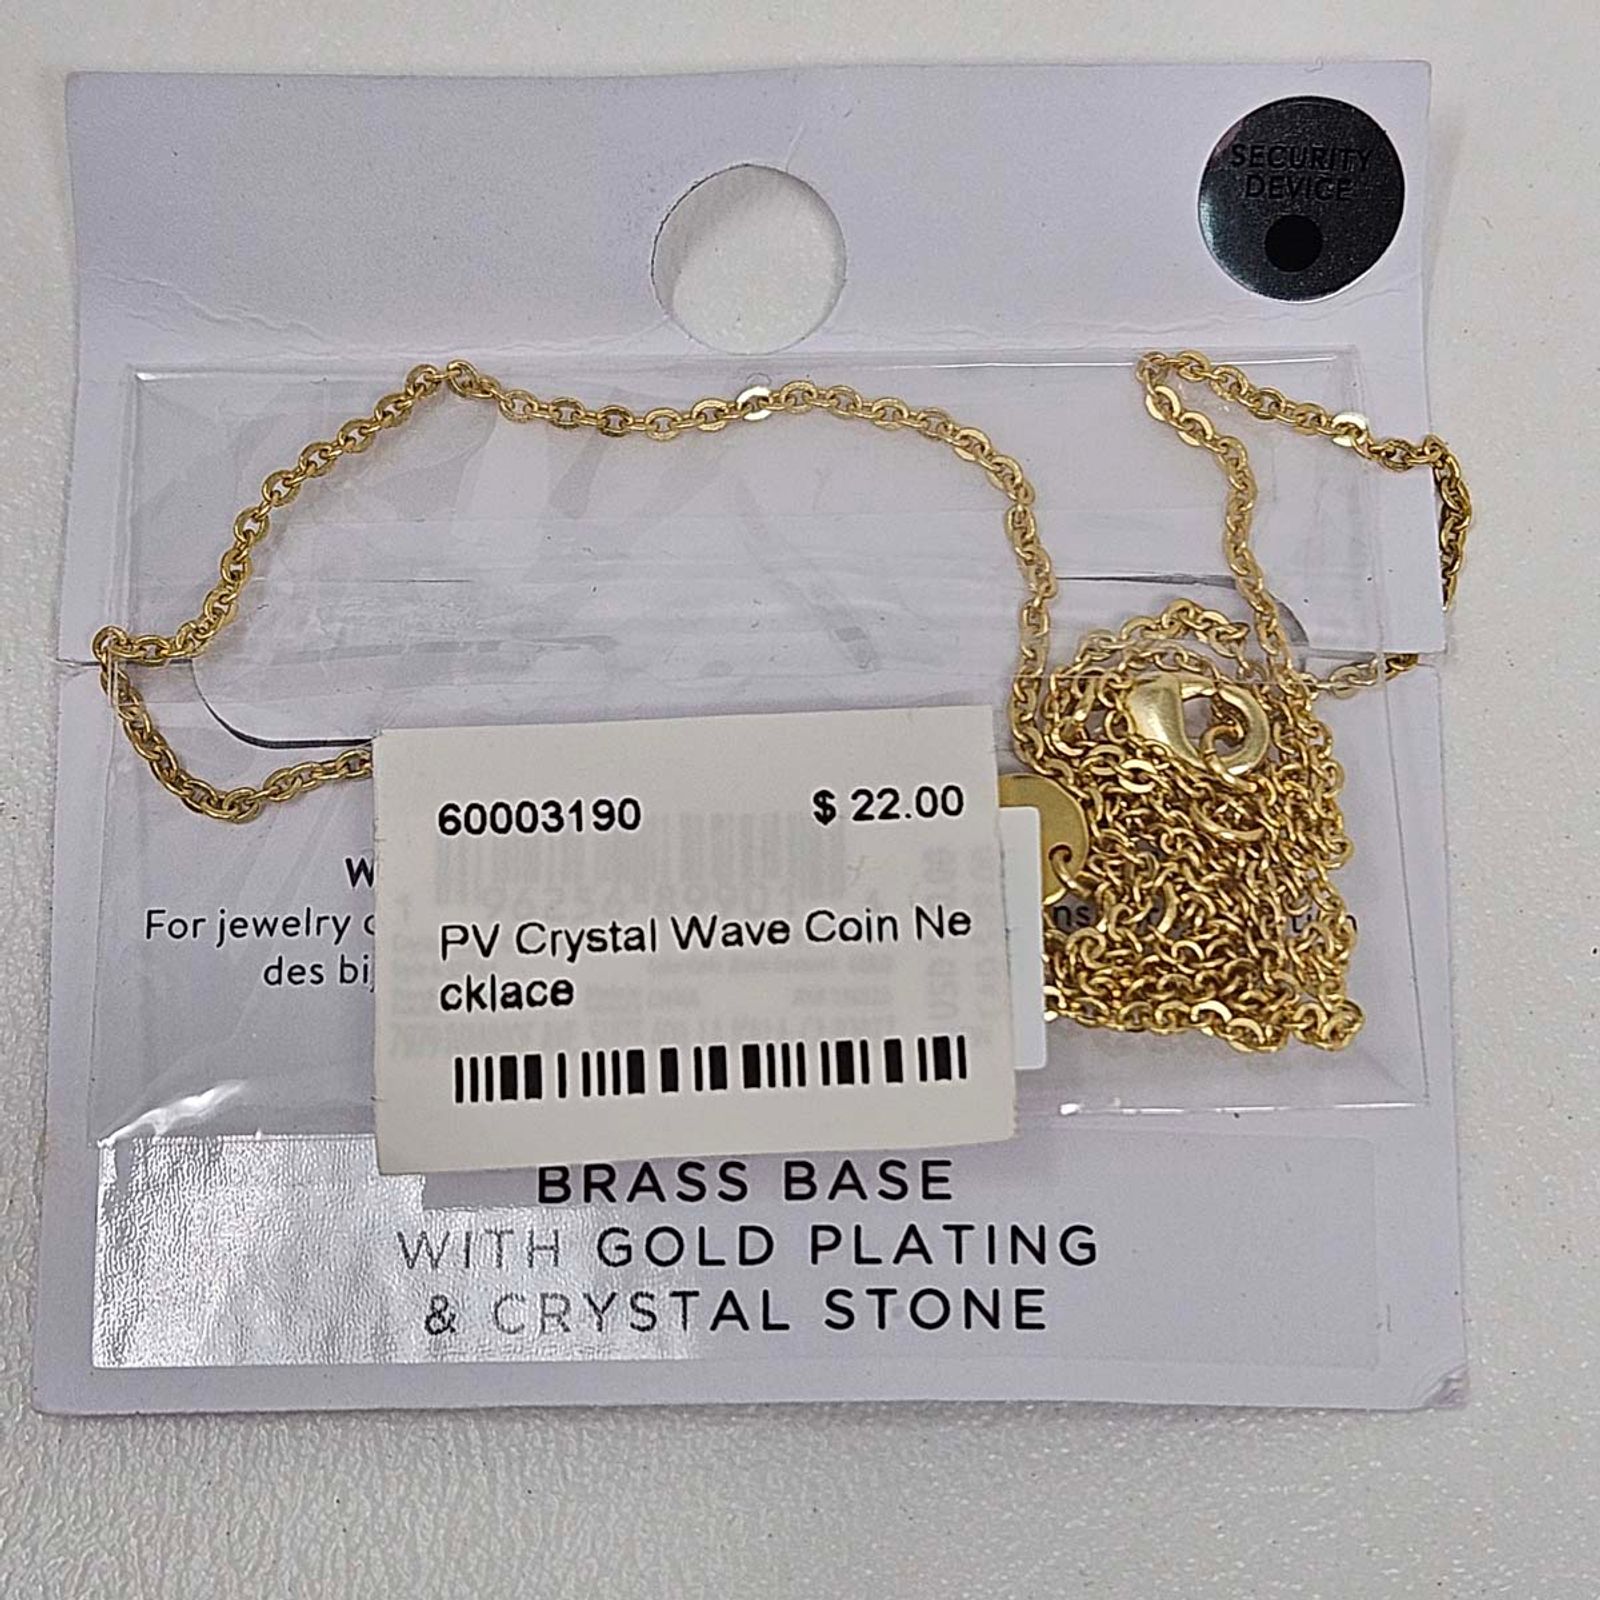 SECURITY
DEVICE
60003190 $ 22.00
PV Crystal Wave Coin Ne
cklace
For jewelry
des
BRASS BASE
WITH GOLD PLATING
& CRYSTAL STONE